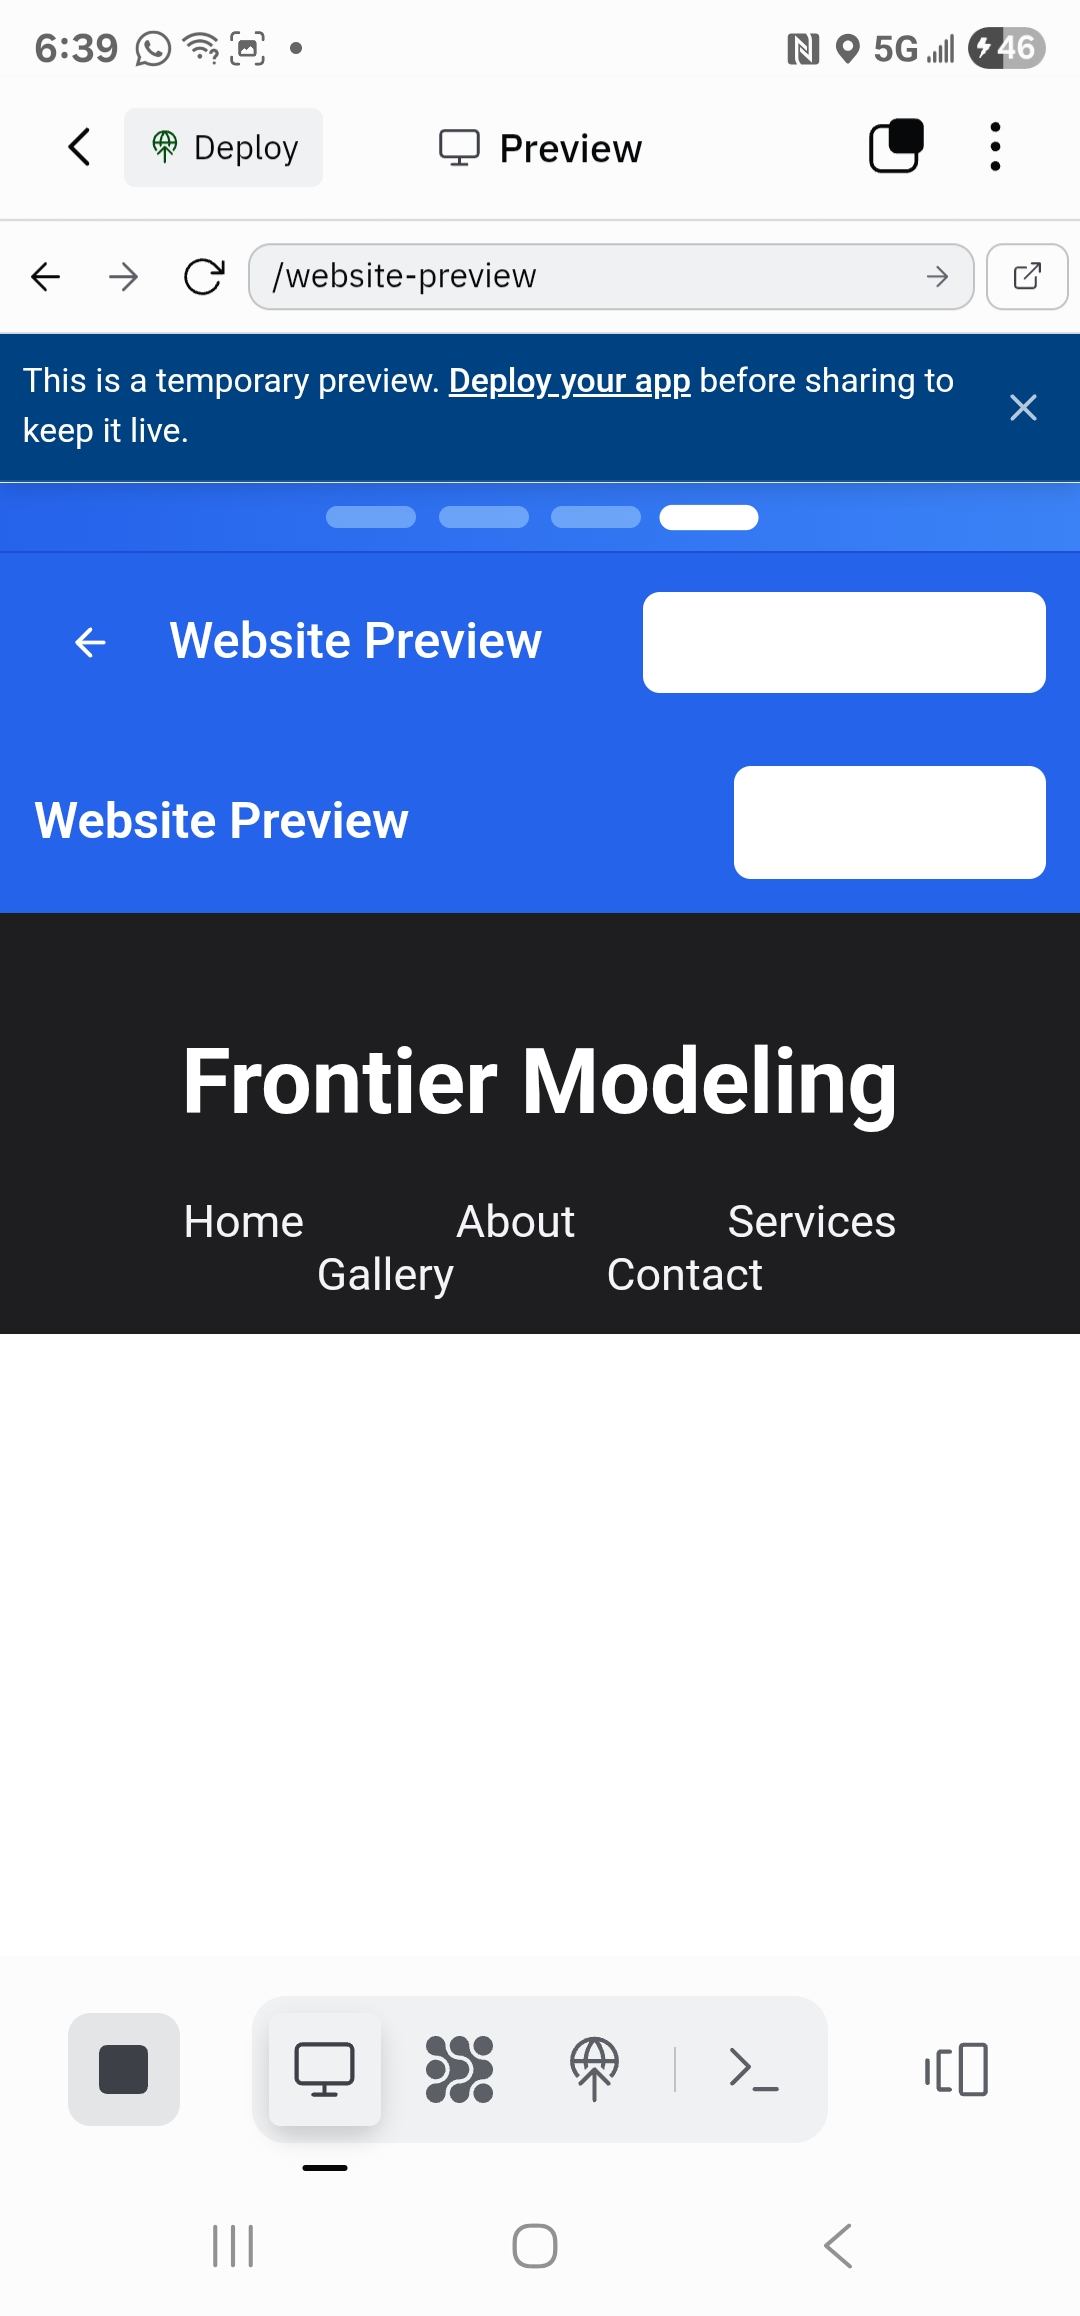 6:39 5G 46
Deploy Preview
/website-preview
This is a temporary preview. Deploy your app before sharing to
keep it live.
Website Preview
Website Preview
Frontier Modeling
Home About Services
Gallery Contact